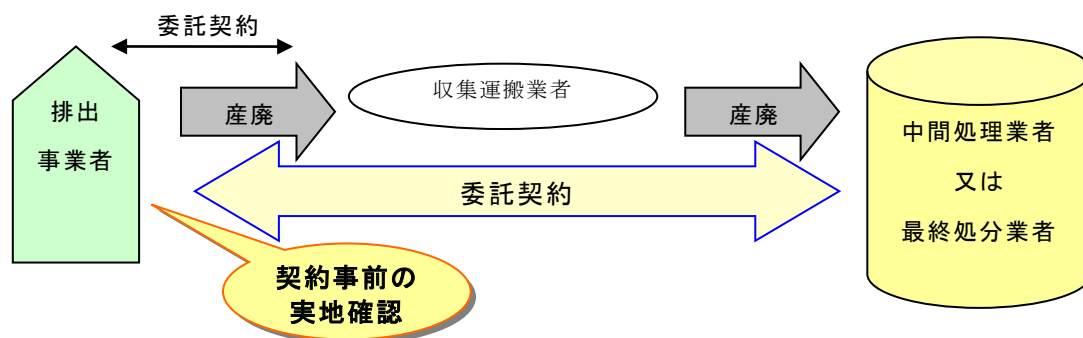 委託契約
排出
事業者
産廃
収集運搬業者
産廃
中間処理業者
又は
最終処分業者
委託契約
契約事前の
実地確認